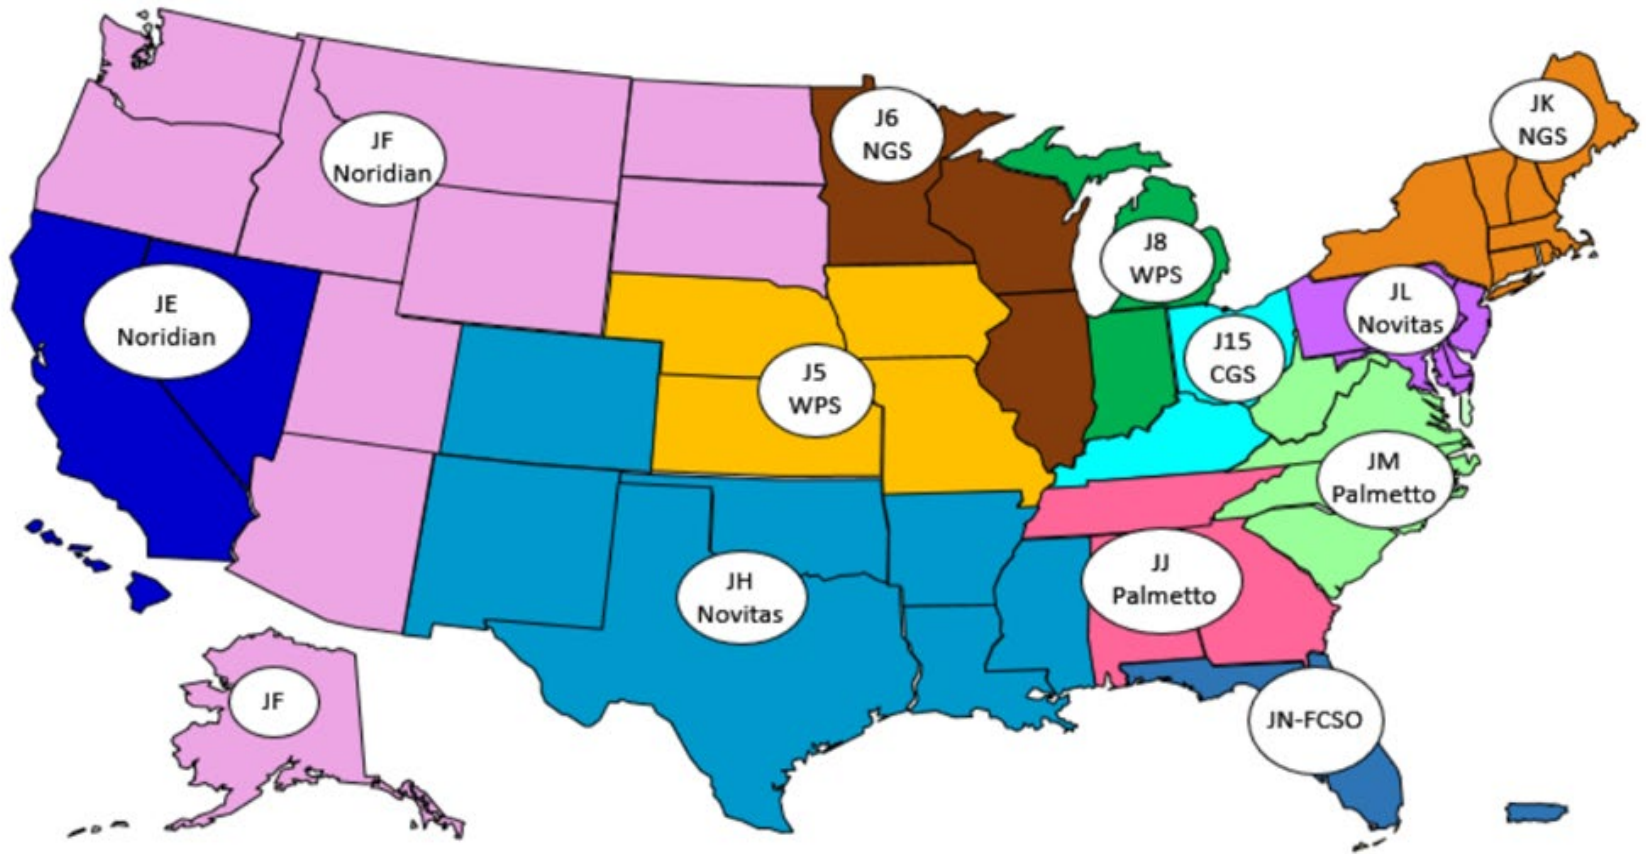 JF
Noridian
J6
NGS
JK
NGS
J8
WPS
JE
Noridian
JL
Novitas
J15
CGS
J5
WPS
JM
Palmetto
JH
Novitas
JJ
Palmetto
JF
JN-FCSO